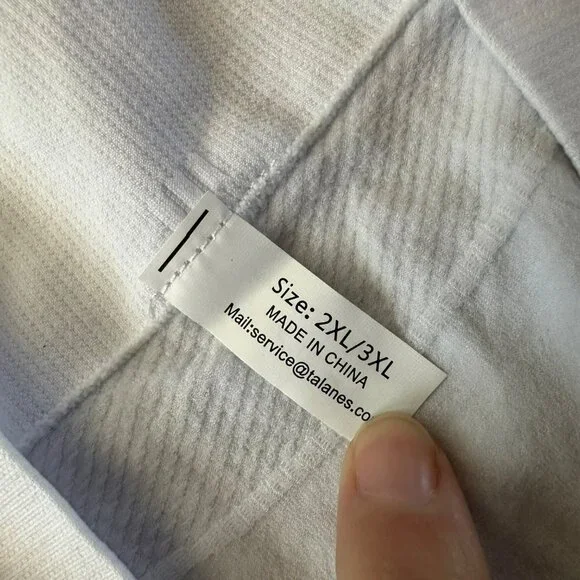 Size: 2XL/3XL
MADE IN CHINA
Mail:service@talanes.co